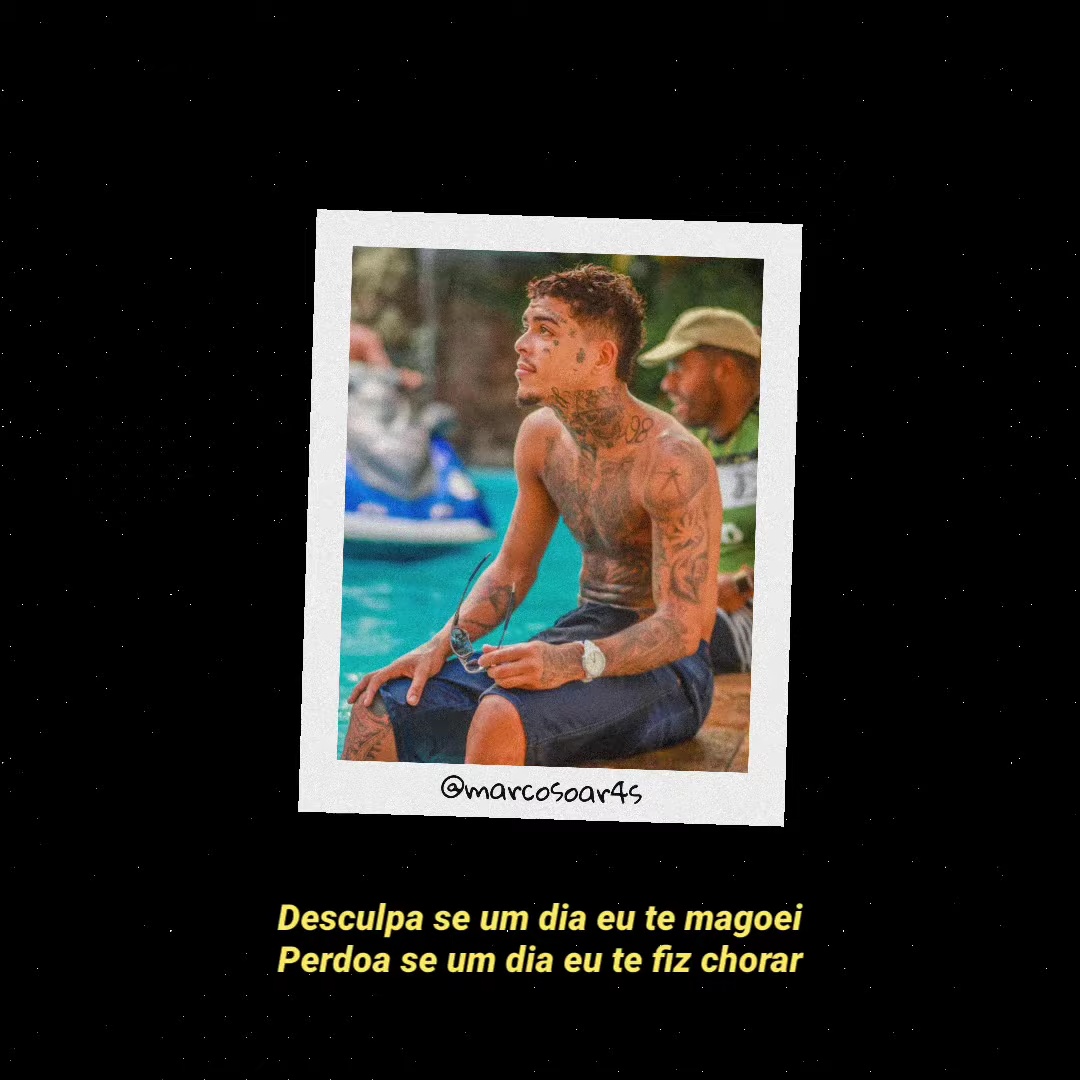 @marcosoar4s
Desculpa se um dia eu te magoei
Perdoa se um dia eu te fiz chorar